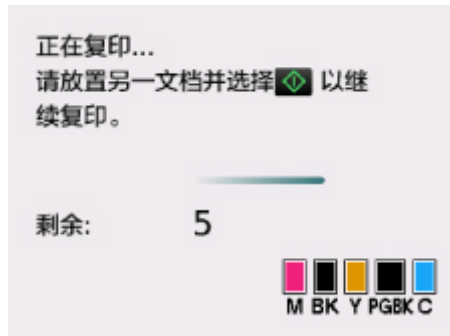 正在复印...
请放置另一文档并选择 以继
续复印。
剩余: 5
M BK Y PGBK C